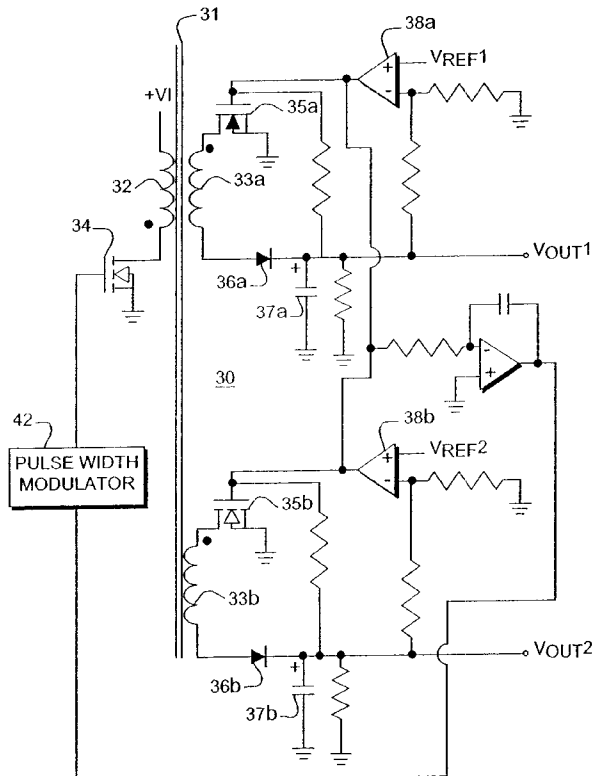 31
38a
+
-
VREF1
+VI
35a
32
33a
34
36a
+
37a
VOUT1
30
-
+
42
PULSE WIDTH
MODULATOR
38b
+
-
VREF2
35b
33b
36b
+
37b
VOUT2